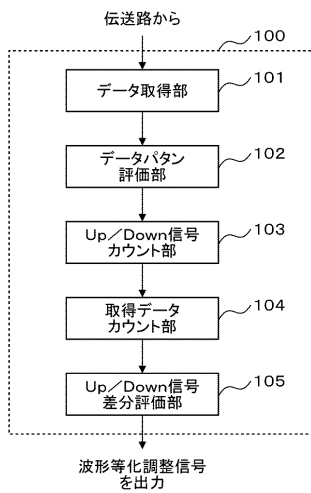 伝送路から
100
データ取得部
101
データパタン
評価部
102
Up／Down信号
カウント部
103
取得データ
カウント部
104
Up／Down信号
差分評価部
105
波形等化調整信号
を出力